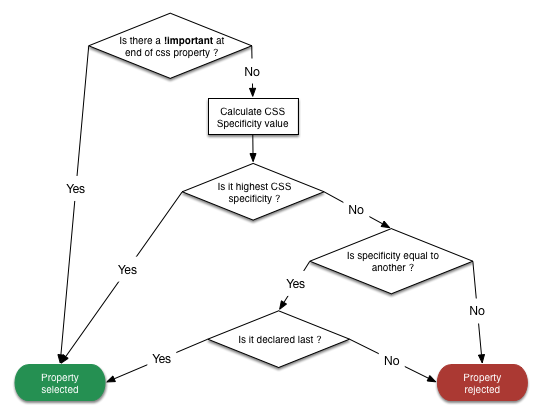 Is there a !important at
end of css property ?
No
Calculate CSS
Specificity value
Yes
Is it highest CSS
specificity ?
No
Is specificity equal to
another ?
Yes
Yes
No
Is it declared last ?
Yes
No
Property
selected
Property
rejected